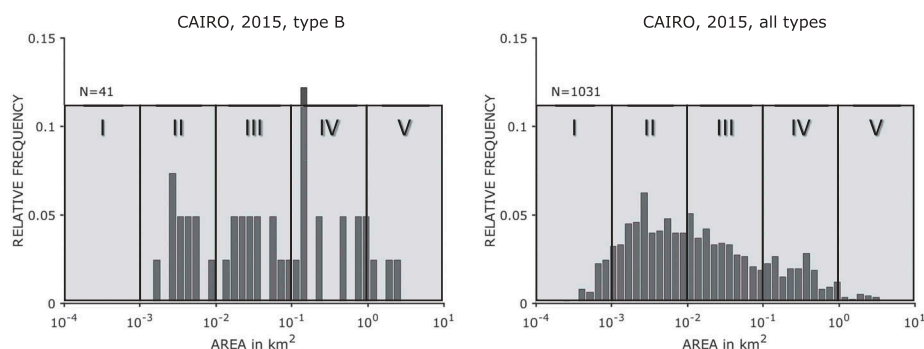 CAIRO, 2015, type B
0.15
N=41
0.1
I II III IV V
RELATIVE FREQUENCY
0.05
0
10-4 10-3 10-2 10-1 100 101
AREA in km2
CAIRO, 2015, all types
0.15
N=1031
0.1
I II III IV V
RELATIVE FREQUENCY
0.05
0
10-4 10-3 10-2 10-1 100 101
AREA in km2